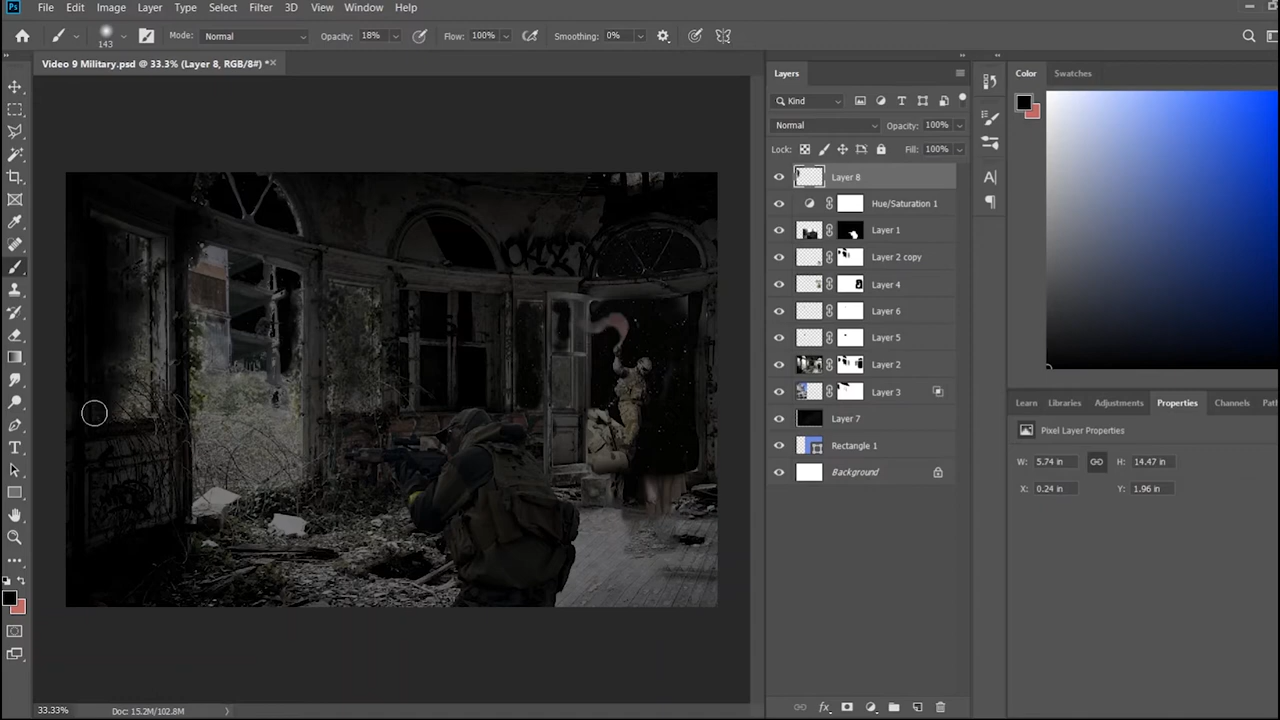 Ps File Edit Image Layer Type Select Filter 3D View Window Help
143 Mode: Normal Opacity: 18% Flow: 100% Smoothing: 0%
Video 9 Military.psd @ 33.3% (Layer 8, RGB/8#) *
Layers
Kind
Normal Opacity: 100%
Lock: Fill: 100%
Layer 8
Hue/Saturation 1
Layer 1
Layer 2 copy
Layer 4
Layer 6
Layer 5
Layer 2
Layer 3
Layer 7
Rectangle 1
Background
Color Swatches
Learn Libraries Adjustments Properties Channels
Pixel Layer Properties
W: 5.74 in H: 14.47 in
X: 0.24 in Y: 1.96 in
33.33% Doc: 15.2M/102.8M